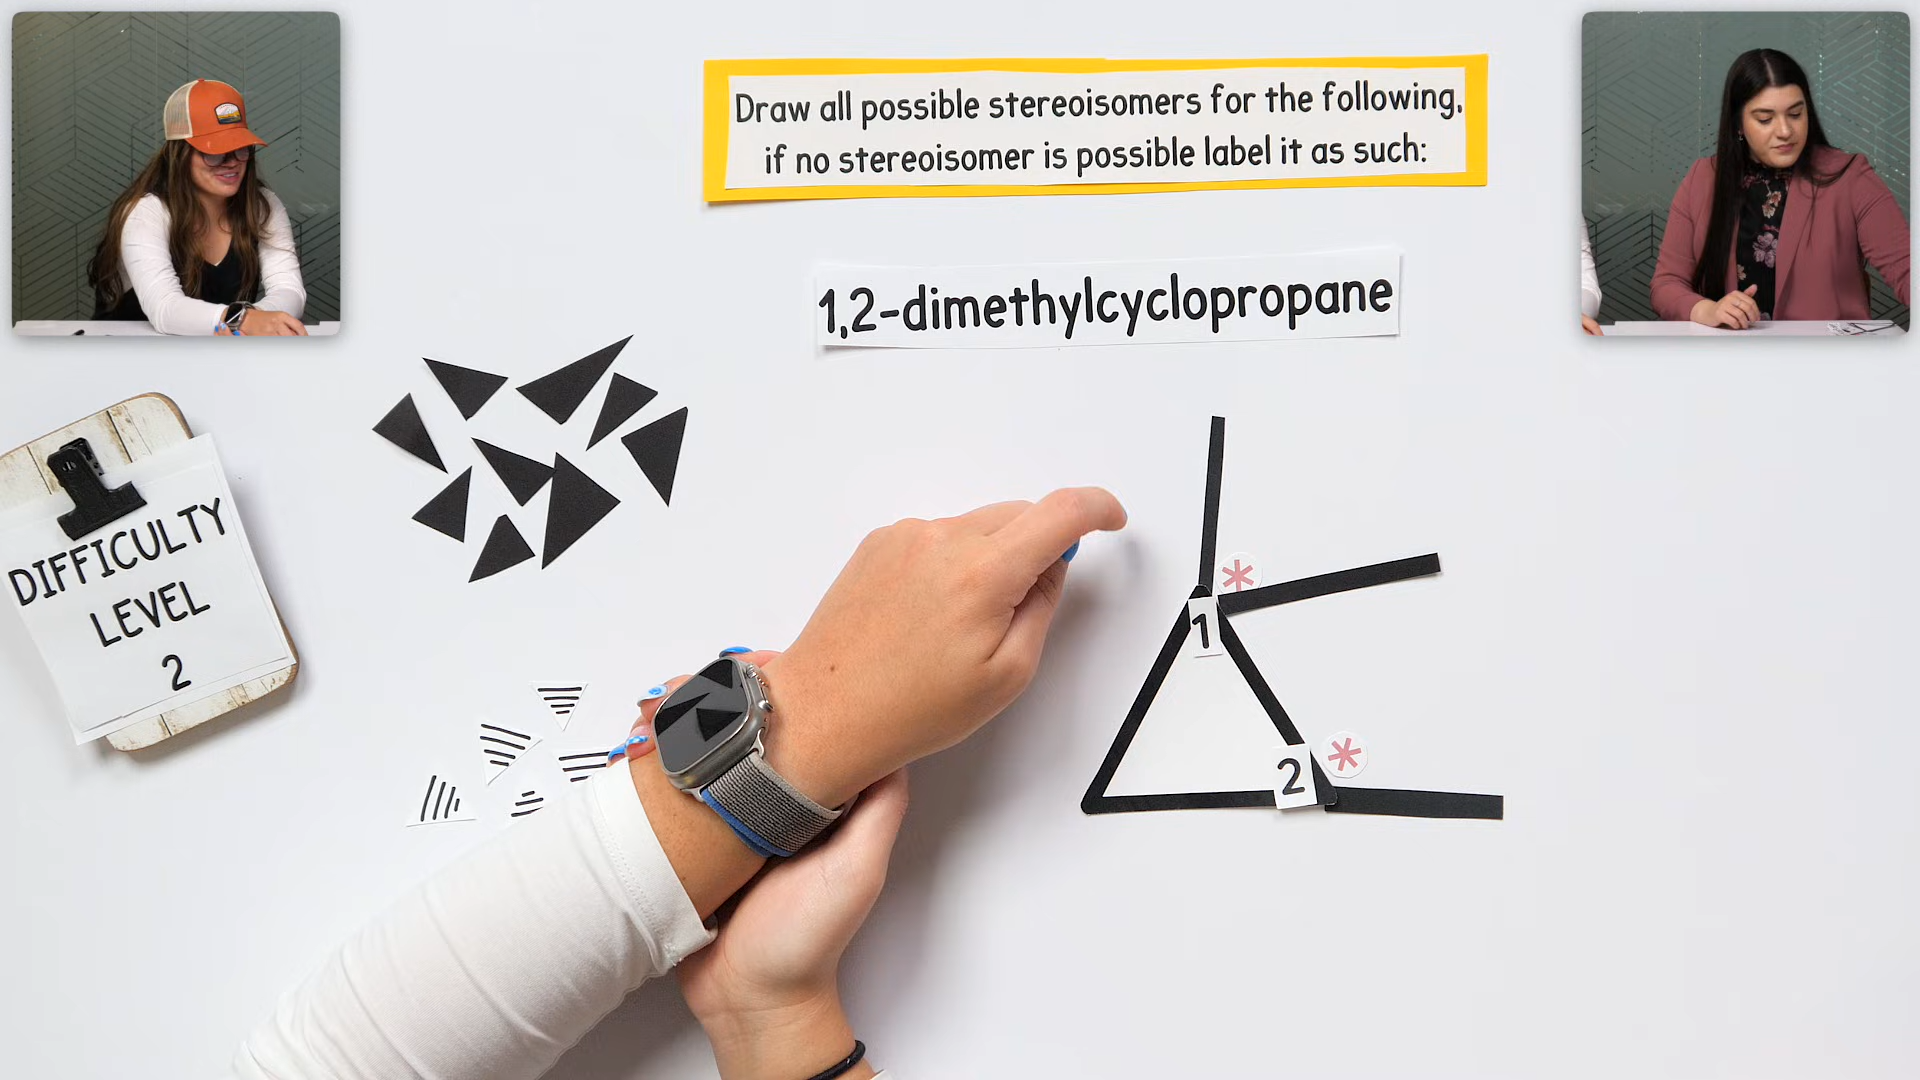 Draw all possible stereoisomers for the following,
if no stereoisomer is possible label it as such:
1,2-dimethylcyclopropane
DIFFICULTY
LEVEL
2
*
1
2
*